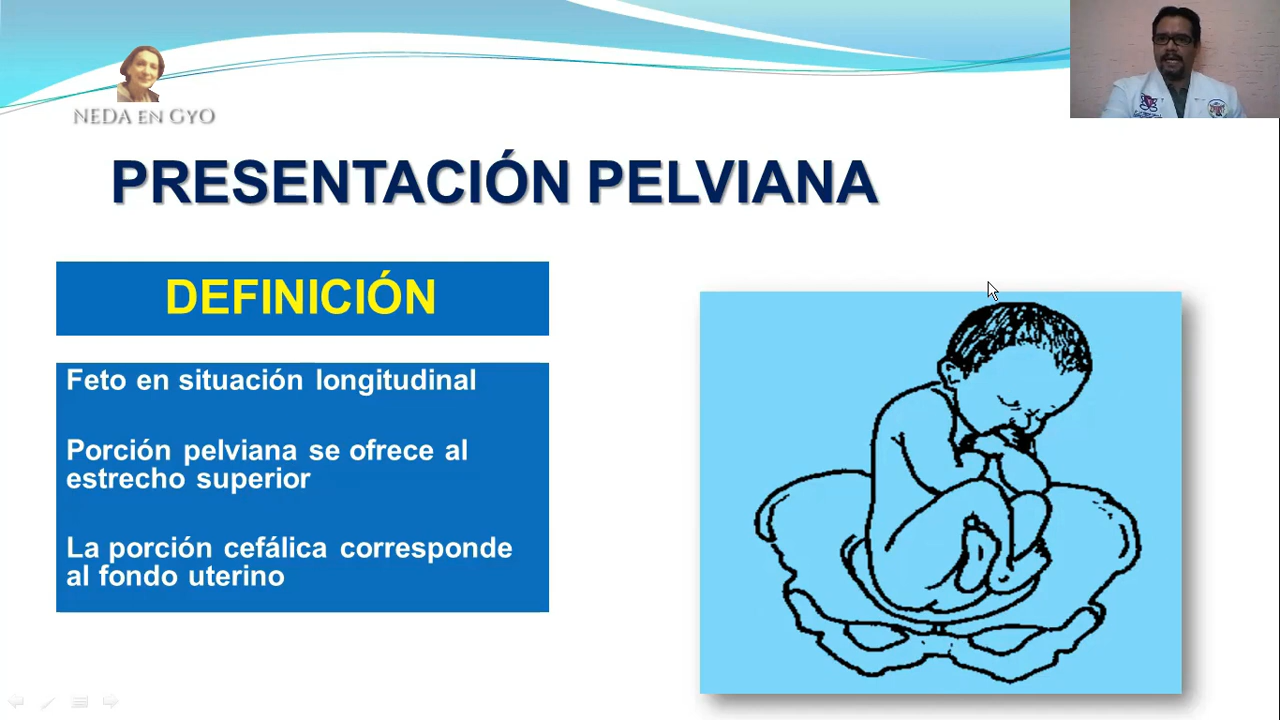 NEDA EN GYO
PRESENTACIÓN PELVIANA
DEFINICIÓN
Feto en situación longitudinal
Porción pelviana se ofrece al
estrecho superior
La porción cefálica corresponde
al fondo uterino